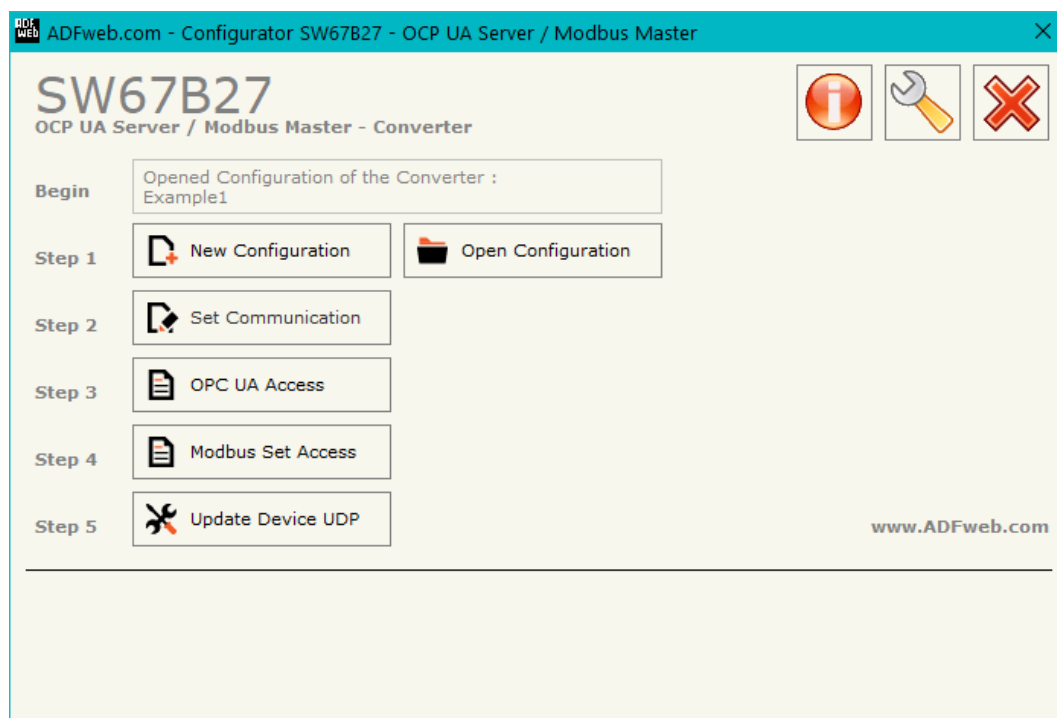 ADF
web
ADFweb.com - Configurator SW67B27 - OCP UA Server / Modbus Master
SW67B27
OCP UA Server / Modbus Master - Converter
Begin
Opened Configuration of the Converter :
Example1
Step 1
New Configuration
Open Configuration
Step 2
Set Communication
Step 3
OPC UA Access
Step 4
Modbus Set Access
Step 5
Update Device UDP
www.ADFweb.com